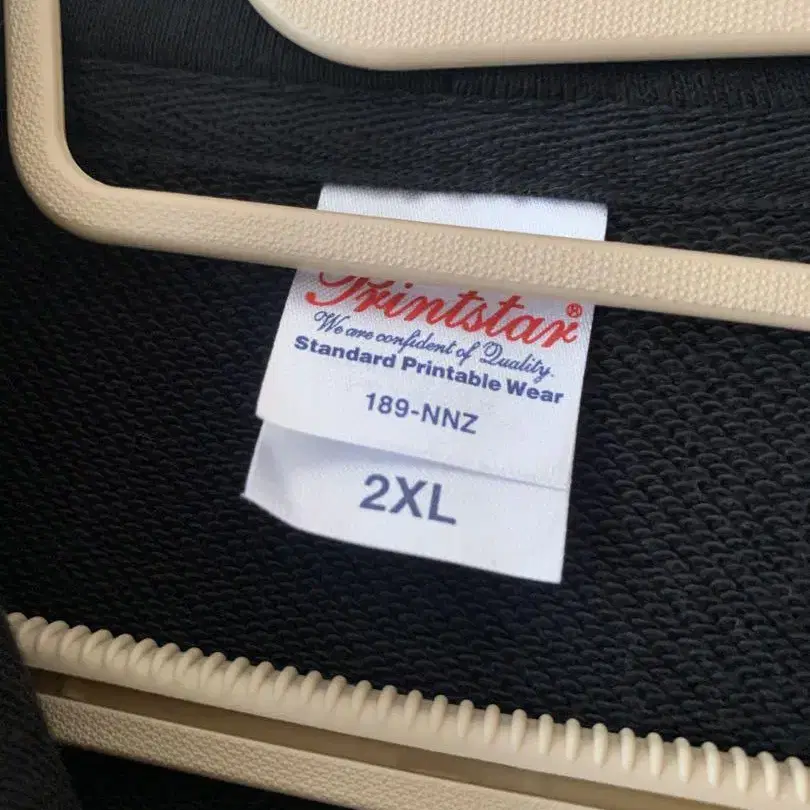 Printstar®
We are confident of Quality.
Standard Printable Wear
189-NNZ
2XL